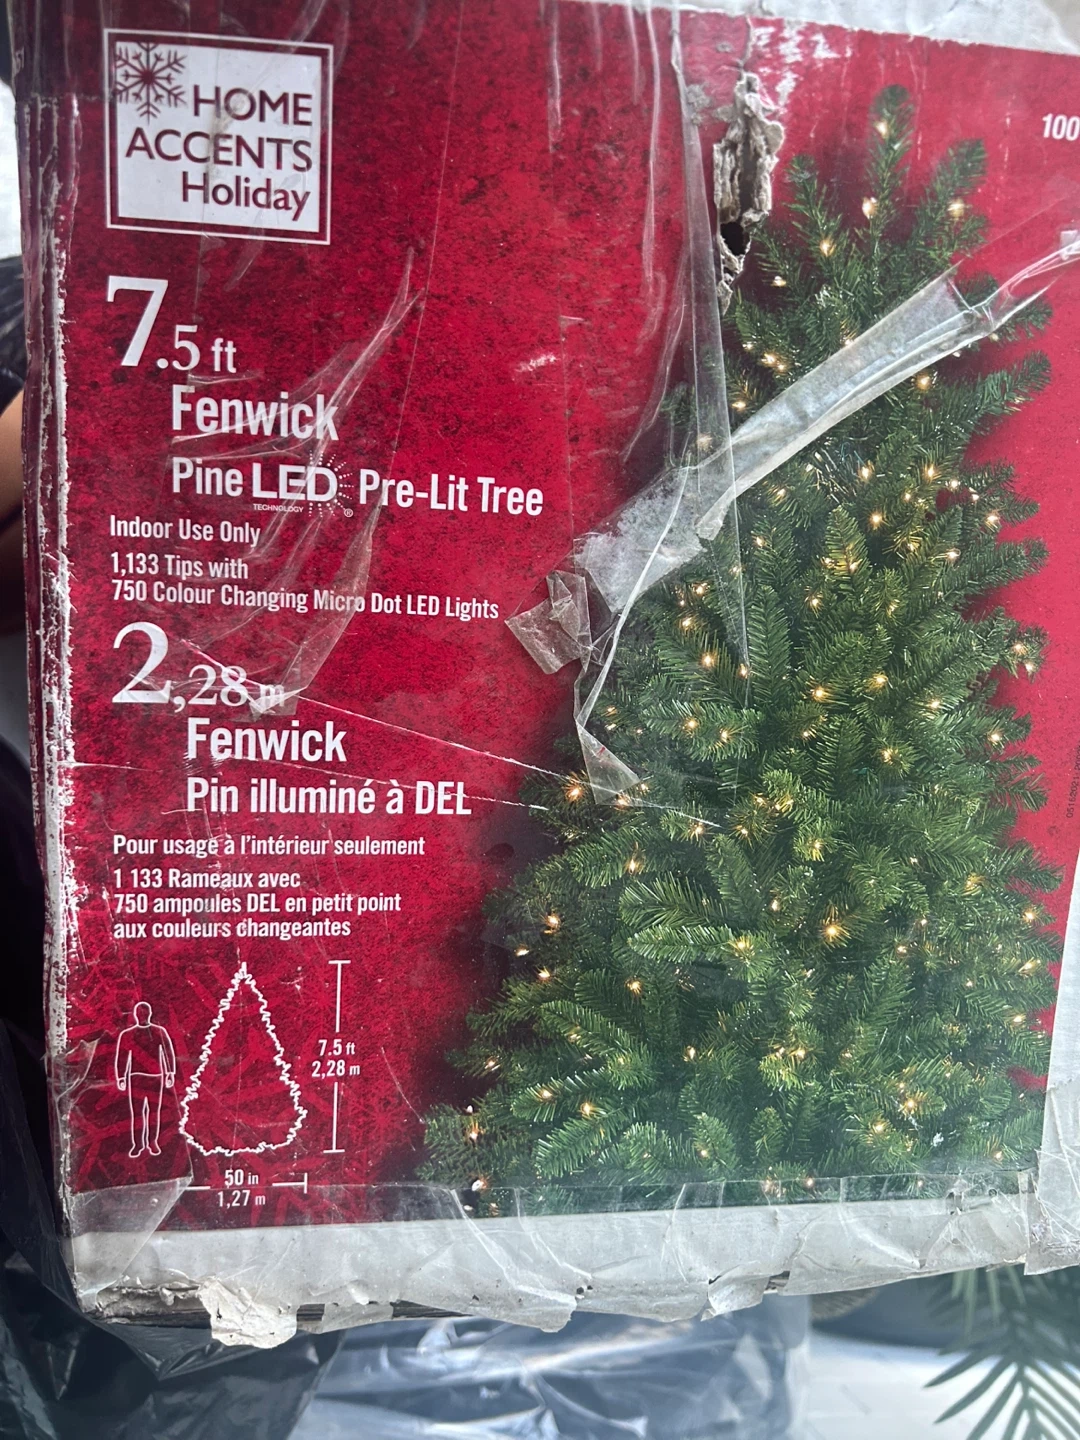 HOME
ACCENTS
Holiday
100
7.5 ft
Fenwick
Pine LED Pre-Lit Tree
TECHNOLOGY
®
Indoor Use Only
1,133 Tips with
750 Colour Changing Micro Dot LED Lights
2,28 m
Fenwick
Pin illuminé à DEL
Pour usage à l'intérieur seulement
1 133 Rameaux avec
750 ampoules DEL en petit point
aux couleurs changeantes
7.5 ft
2,28 m
50 in
1,27 m